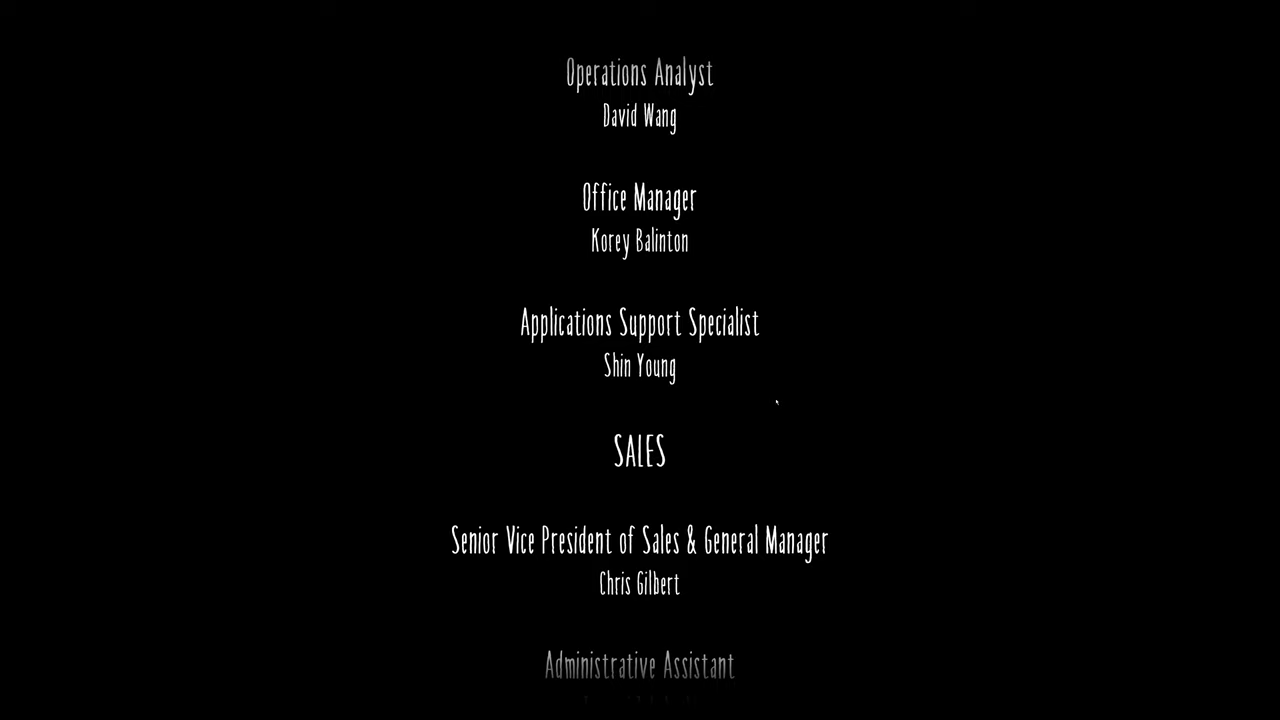 Operations Analyst
David Wang
Office Manager
Korey Balinton
Applications Support Specialist
Shin Young
SALES
Senior Vice President of Sales & General Manager
Chris Gilbert
Administrative Assistant